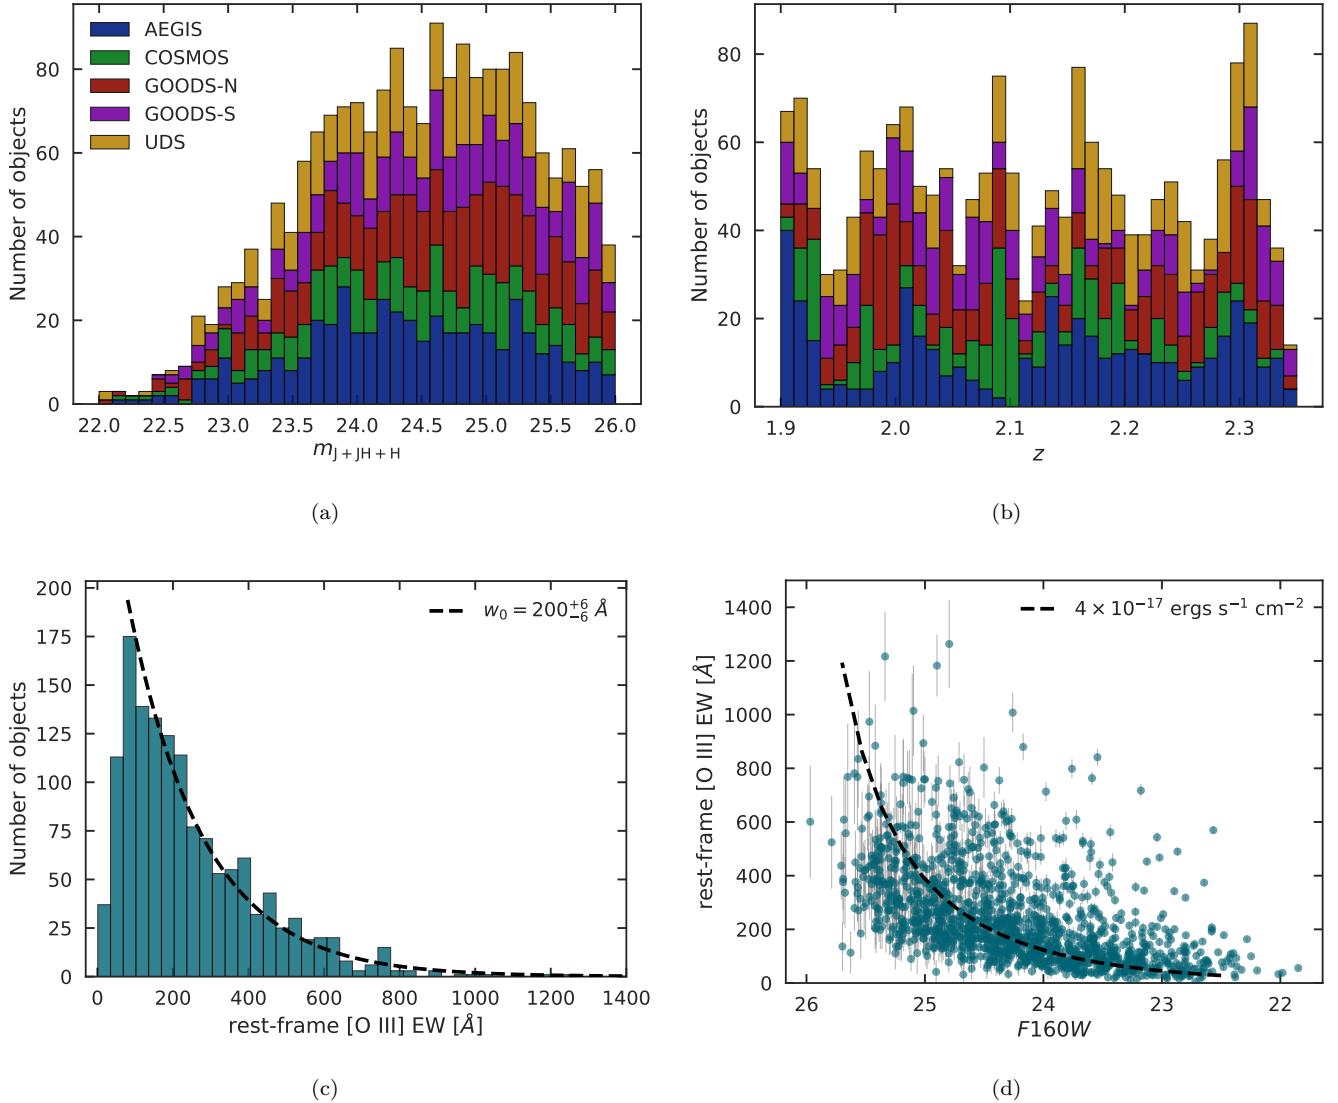 AEGIS
COSMOS
GOODS-N
GOODS-S
UDS
Number of objects
0
20
40
60
80
22.0 22.5 23.0 23.5 24.0 24.5 25.0 25.5 26.0
m_{J+JH+H}
(a)
Number of objects
0
20
40
60
80
1.9 2.0 2.1 2.2 2.3
z
(b)
w₀ = 200⁺⁶₋₆ Å
Number of objects
200
175
150
125
100
75
50
25
0
0 200 400 600 800 1000 1200 1400
rest-frame [O III] EW [Å]
(c)
4 × 10⁻¹⁷ ergs s⁻¹ cm⁻²
rest-frame [O III] EW [Å]
1400
1200
1000
800
600
400
200
0
26 25 24 23 22
F160W
(d)